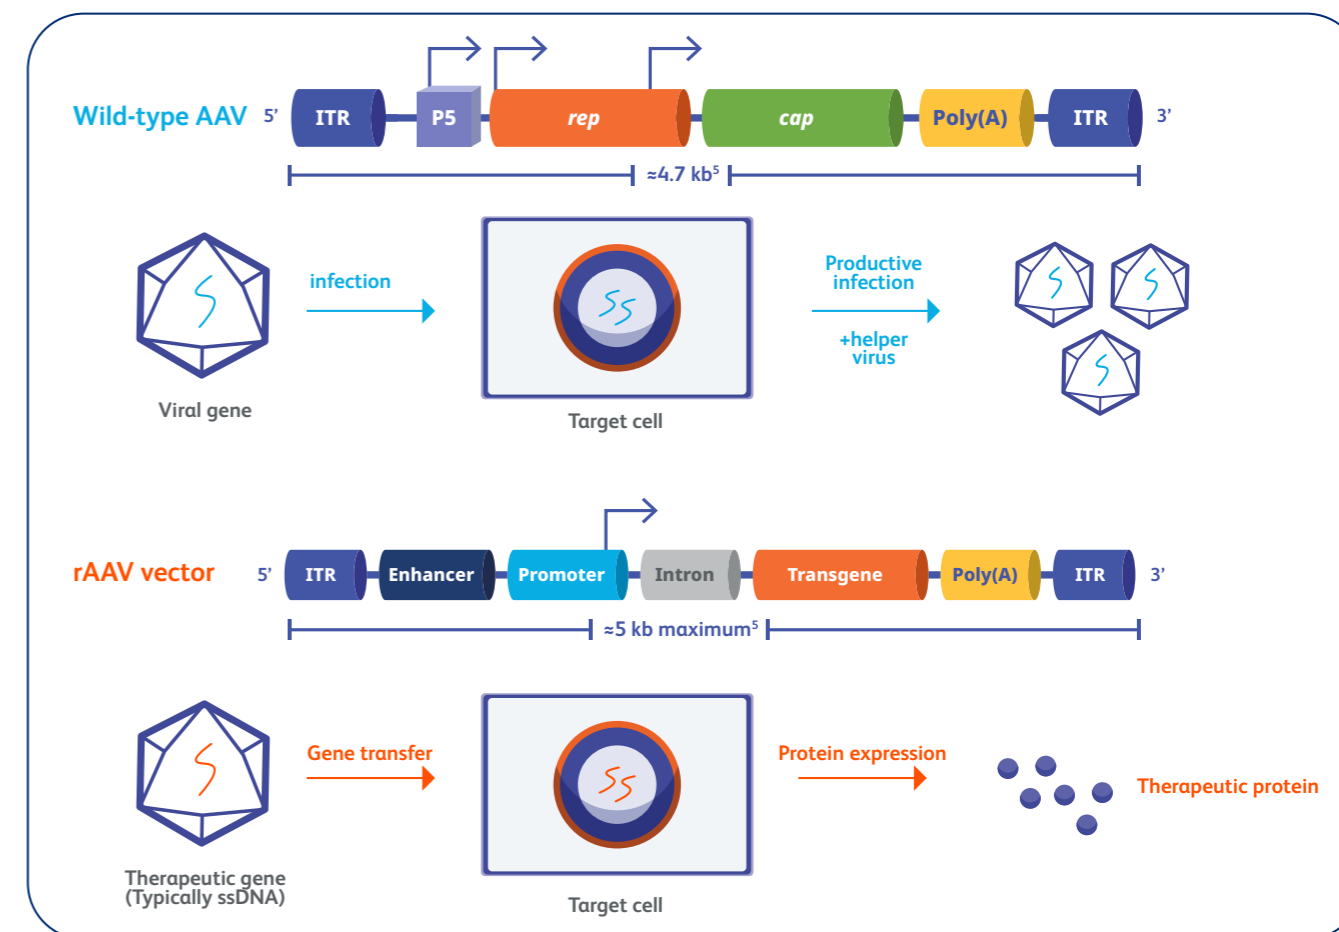 Wild-type AAV 5’ ITR P5 rep cap Poly(A) ITR 3’
≈4.7 kb⁵
infection
Productive
infection
+helper
virus
Viral gene
Target cell
rAAV vector 5’ ITR Enhancer Promoter Intron Transgene Poly(A) ITR 3’
≈5 kb maximum⁵
Gene transfer
Protein expression
Therapeutic protein
Therapeutic gene
(Typically ssDNA)
Target cell